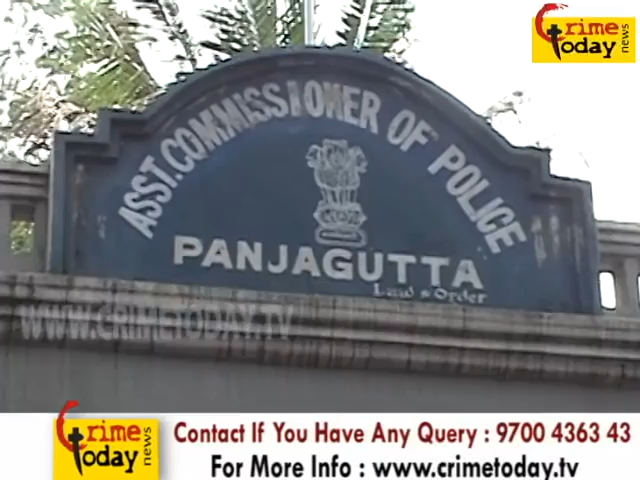 Crime
Today
news
ASST. COMMISSIONER OF POLICE
PANJAGUTTA
Law & Order
WWW.CRIMETODAY.TV
Crime
Today
news
Contact If You Have Any Query : 9700 4363 43
For More Info : www.crimetoday.tv